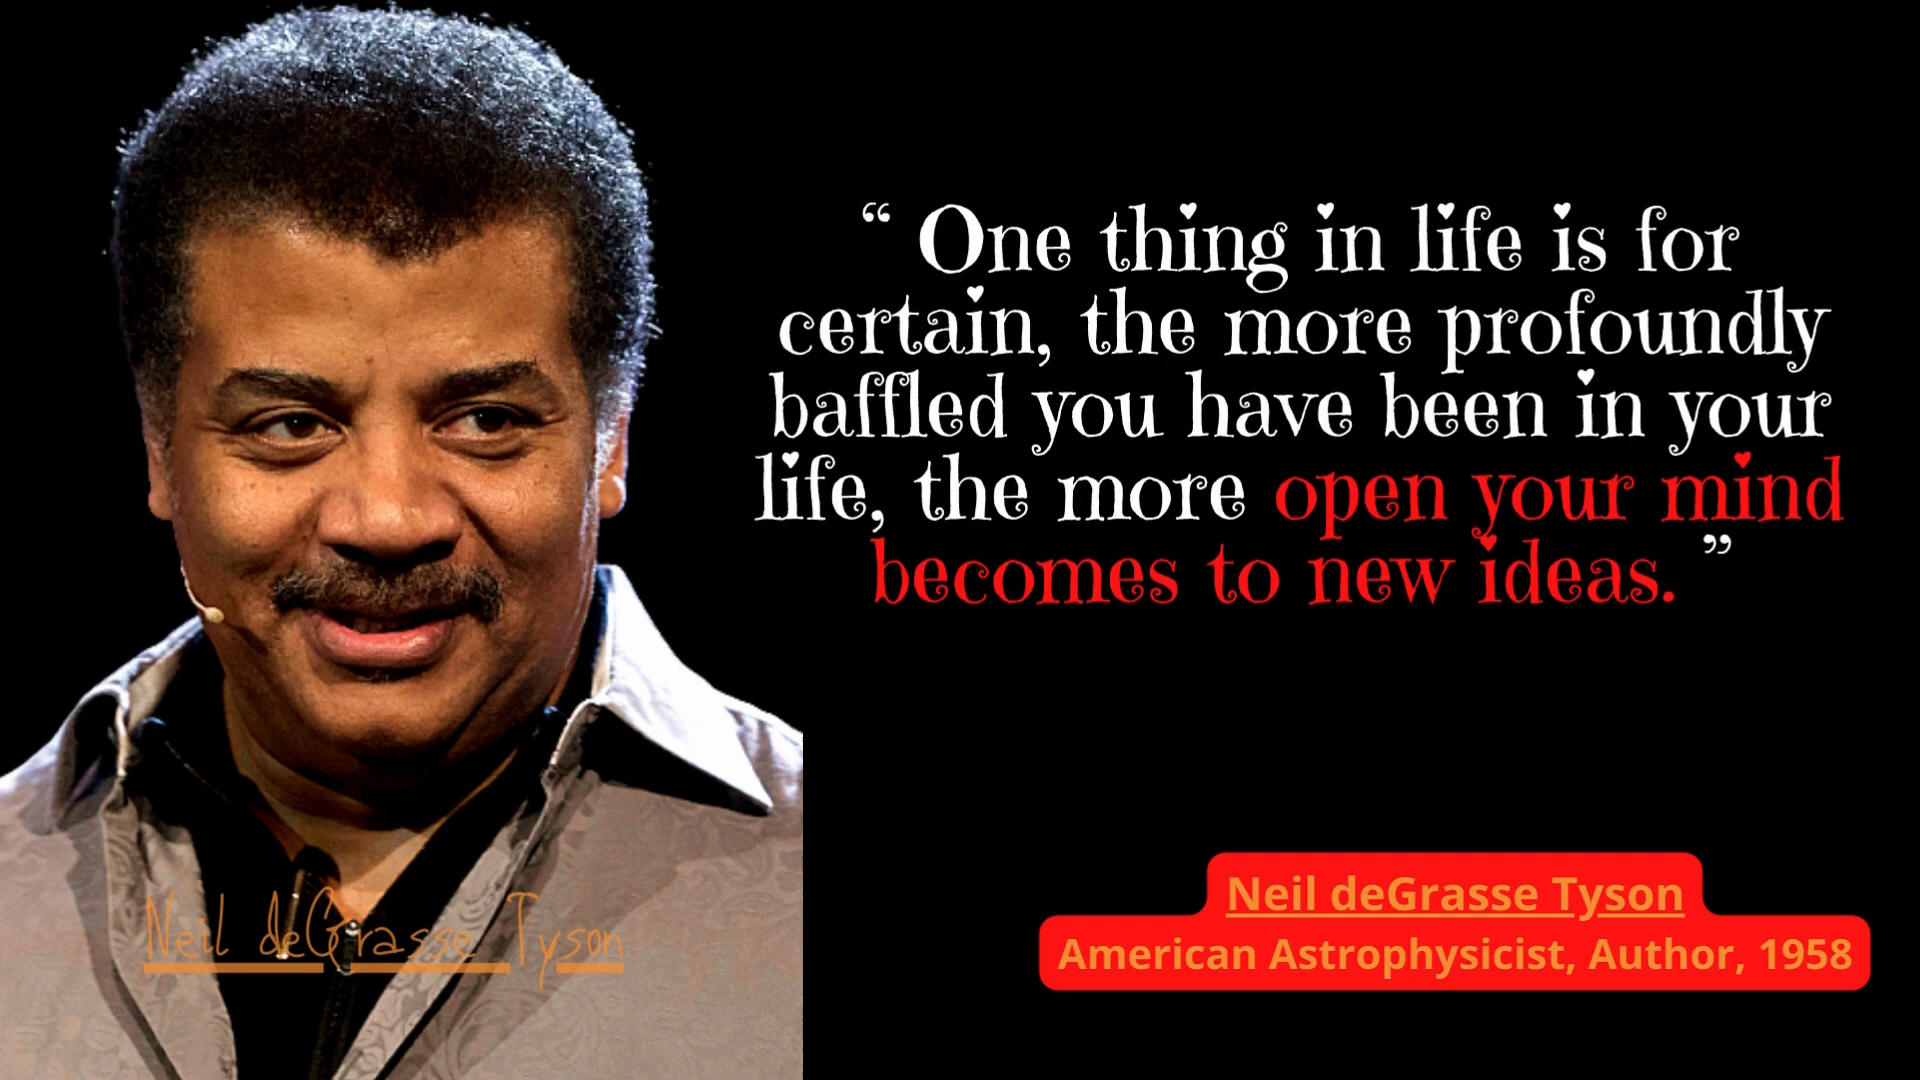 “ One thing in life is for
certain, the more profoundly
baffled you have been in your
life, the more open your mind
becomes to new ideas. ”
Neil deGrasse Tyson
Neil deGrasse Tyson
American Astrophysicist, Author, 1958